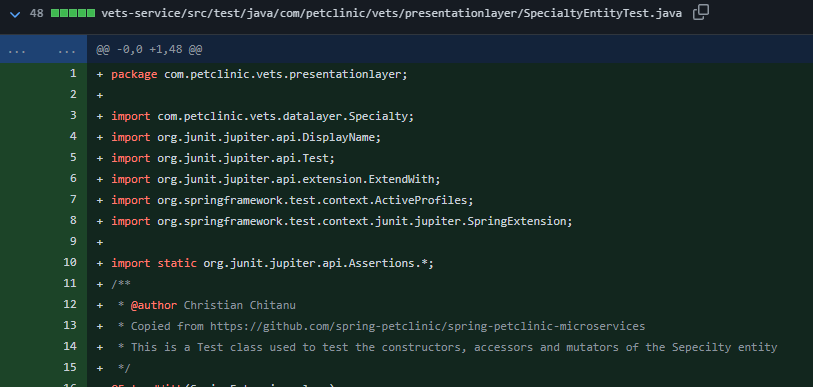 48 vets-service/src/test/java/com/petclinic/vets/presentationlayer/SpecialtyEntityTest.java
... ... @@ -0,0 +1,48 @@
1 + package com.petclinic.vets.presentationlayer;
2 +
3 + import com.petclinic.vets.datalayer.Specialty;
4 + import org.junit.jupiter.api.DisplayName;
5 + import org.junit.jupiter.api.Test;
6 + import org.junit.jupiter.api.extension.ExtendWith;
7 + import org.springframework.test.context.ActiveProfiles;
8 + import org.springframework.test.context.junit.jupiter.SpringExtension;
9 +
10 + import static org.junit.jupiter.api.Assertions.*;
11 + /**
12 + * @author Christian Chitanu
13 + * Copied from https://github.com/spring-petclinic/spring-petclinic-microservices
14 + * This is a Test class used to test the constructors, accessors and mutators of the Sepecilty entity
15 + */